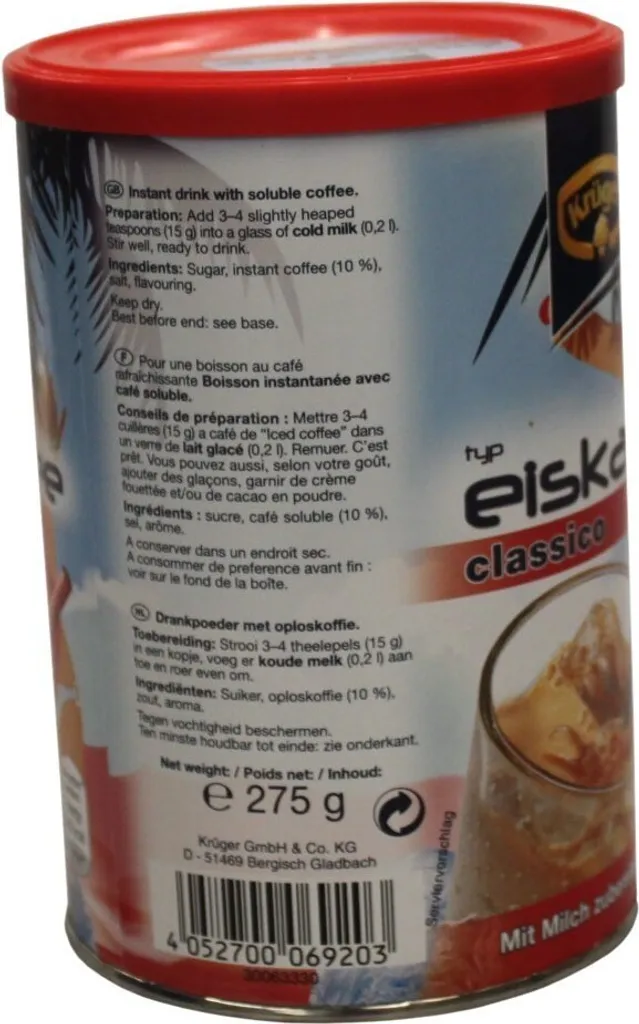 GB Instant drink with soluble coffee.
Preparation: Add 3–4 slightly heaped
teaspoons (15 g) into a glass of cold milk (0,2 l).
Stir well, ready to drink.
Ingredients: Sugar, instant coffee (10 %),
salt, flavouring.
Keep dry.
Best before end: see base.
F Pour une boisson au café
rafraîchissante Boisson instantanée avec
café soluble.
Conseils de préparation : Mettre 3–4
cuillères (15 g) a café de "Iced coffee" dans
un verre de lait glacé (0,2 l). Remuer. C'est
prêt. Vous pouvez aussi, selon votre goût,
ajouter des glaçons, garnir de crème
fouettée et/ou de cacao en poudre.
Ingrédients : sucre, café soluble (10 %),
sel, arôme.
A conserver dans un endroit sec.
A consommer de preference avant fin :
voir sur le fond de la boîte.
NL Drankpoeder met oploskoffie.
Toebereiding: Strooi 3–4 theelepels (15 g)
in een kopje, voeg er koude melk (0,2 l) aan
toe en roer even om.
Ingrediënten: Suiker, oploskoffie (10 %),
zout, aroma.
Tegen vochtigheid beschermen.
Ten minste houdbar tot einde: zie onderkant.
Net weight: / Poids net: / Inhoud:
e 275 g
Krüger GmbH & Co. KG
D - 51469 Bergisch Gladbach
4 052700 069203
30063330
Serviervorschlag
Krüger
typ
eiska
classico
Mit Milch